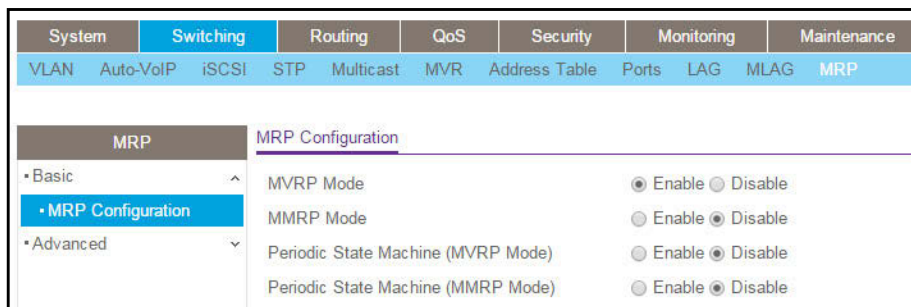 System Switching Routing QoS Security Monitoring Maintenance
VLAN Auto-VoIP iSCSI STP Multicast MVR Address Table Ports LAG MLAG MRP
MRP
Basic
MRP Configuration
Advanced
MRP Configuration
MVRP Mode Enable Disable
MMRP Mode Enable Disable
Periodic State Machine (MVRP Mode) Enable Disable
Periodic State Machine (MMRP Mode) Enable Disable